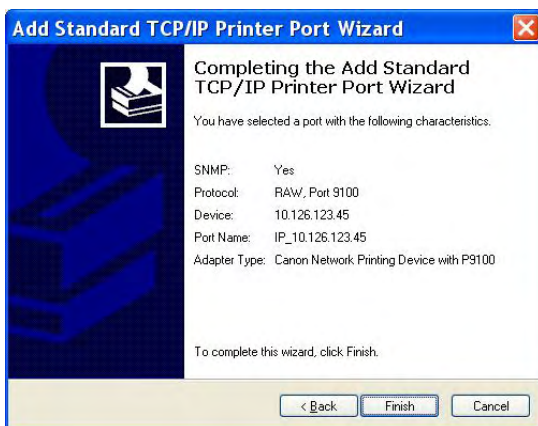 Add Standard TCP/IP Printer Port Wizard
Completing the Add Standard
TCP/IP Printer Port Wizard
You have selected a port with the following characteristics.
SNMP: Yes
Protocol: RAW, Port 9100
Device: 10.126.123.45
Port Name: IP_10.126.123.45
Adapter Type: Canon Network Printing Device with P9100
To complete this wizard, click Finish.
< Back Finish Cancel